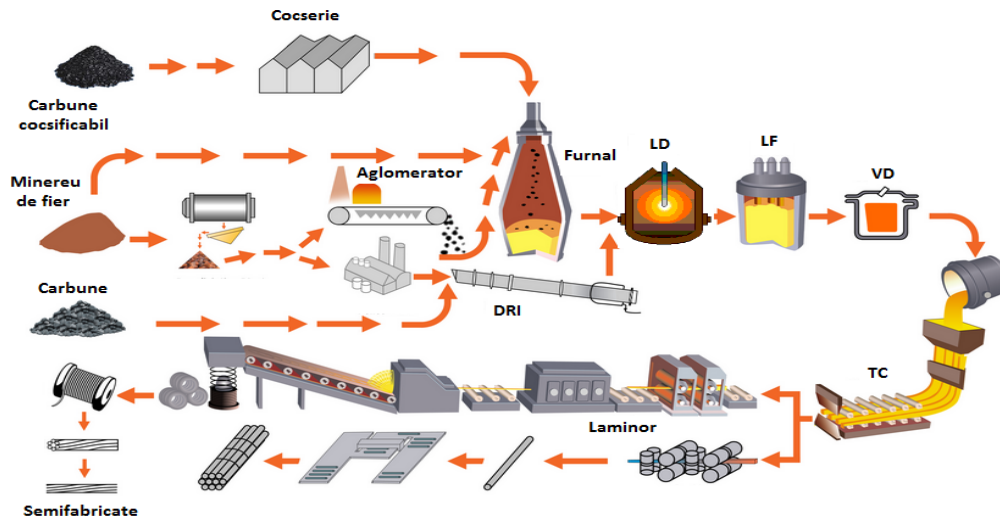 Cocserie
Carbune
cocsificabil
Furnal
LD
LF
VD
Aglomerator
Minereu
de fier
Carbune
DRI
TC
Laminor
Semifabricate